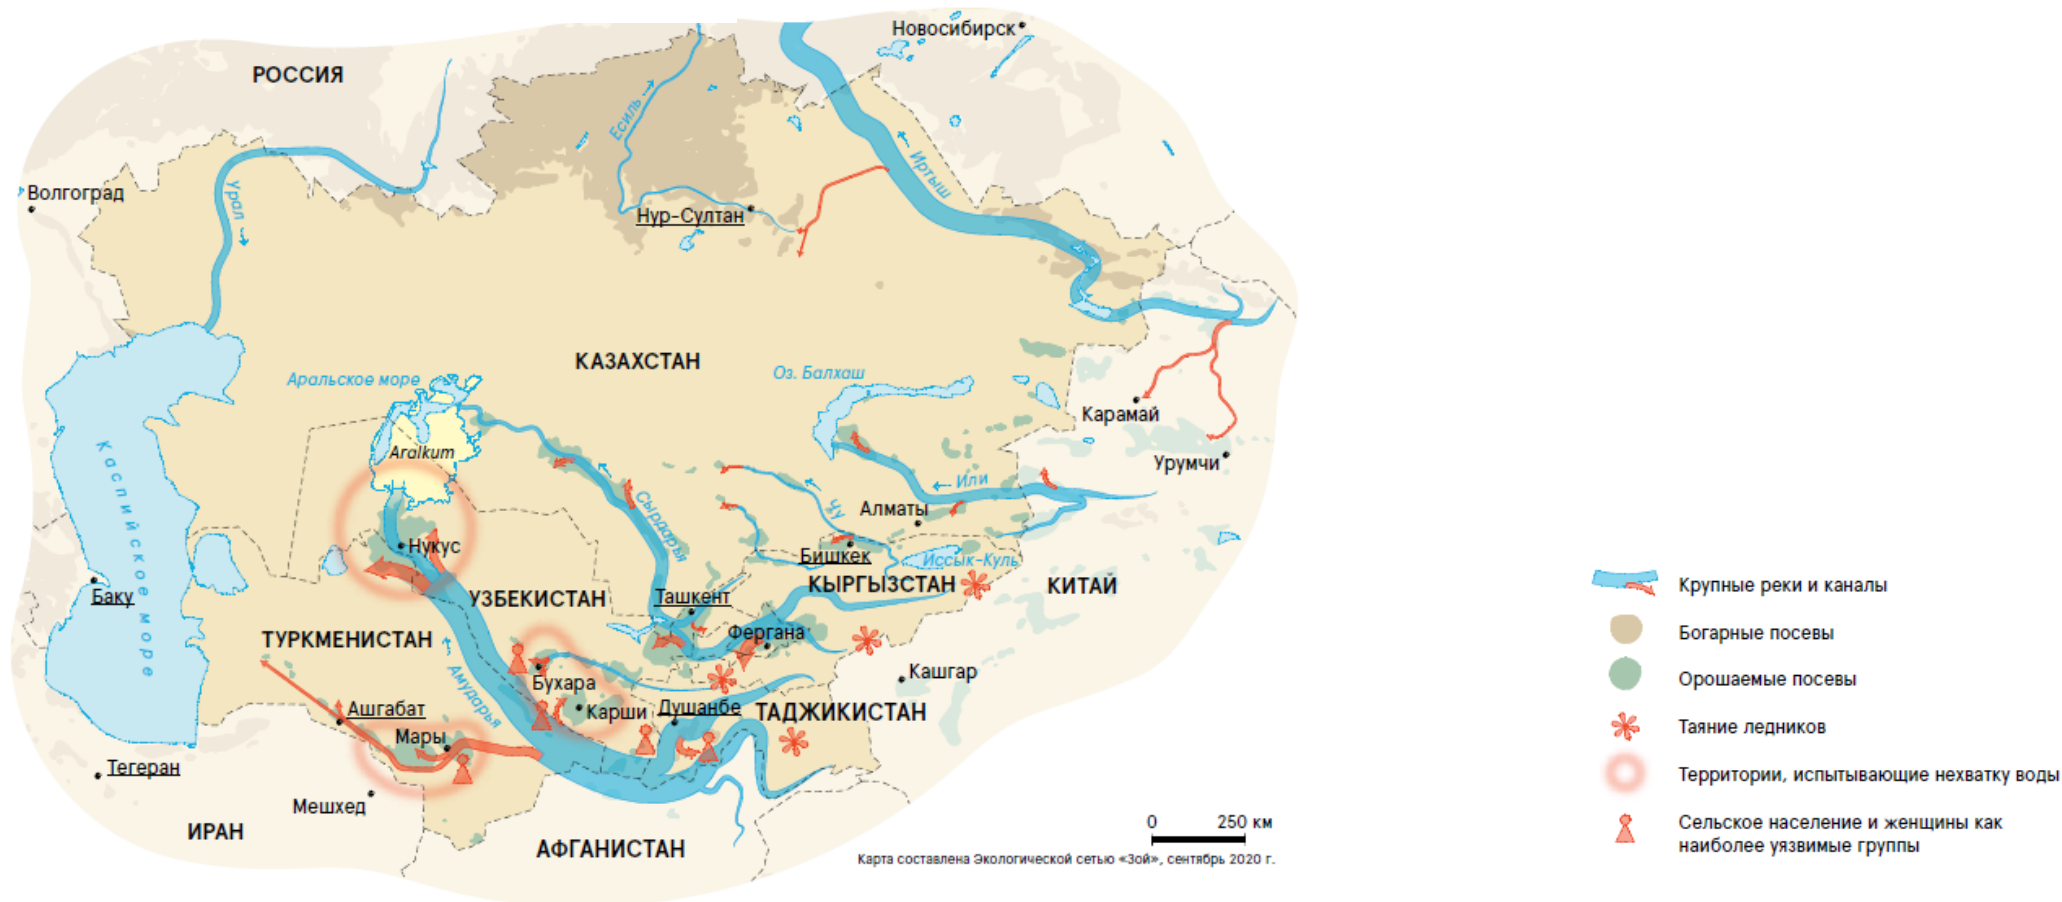 Новосибирск
РОССИЯ
Есиль
Иртыш
Волгоград
Урал
Нур-Султан
КАЗАХСТАН
Аральское море
Оз. Балхаш
Карамай
Aralkum
Урумчи
Каспийское море
Или
Сырдарья
Чу
Алматы
Нукус
Бишкек
Иссык-Куль
КЫРГЫЗСТАН
КИТАЙ
Баку
УЗБЕКИСТАН
Ташкент
ТУРКМЕНИСТАН
Фергана
Амударья
Бухара
Кашгар
Ашгабат
Карши
Душанбе
ТАДЖИКИСТАН
Мары
Тегеран
Мешхед
ИРАН
АФГАНИСТАН
0 250 км
Карта составлена Экологической сетью «Зой», сентябрь 2020 г.
Крупные реки и каналы
Богарные посевы
Орошаемые посевы
Таяние ледников
Территории, испытывающие нехватку воды
Сельское население и женщины как
наиболее уязвимые группы